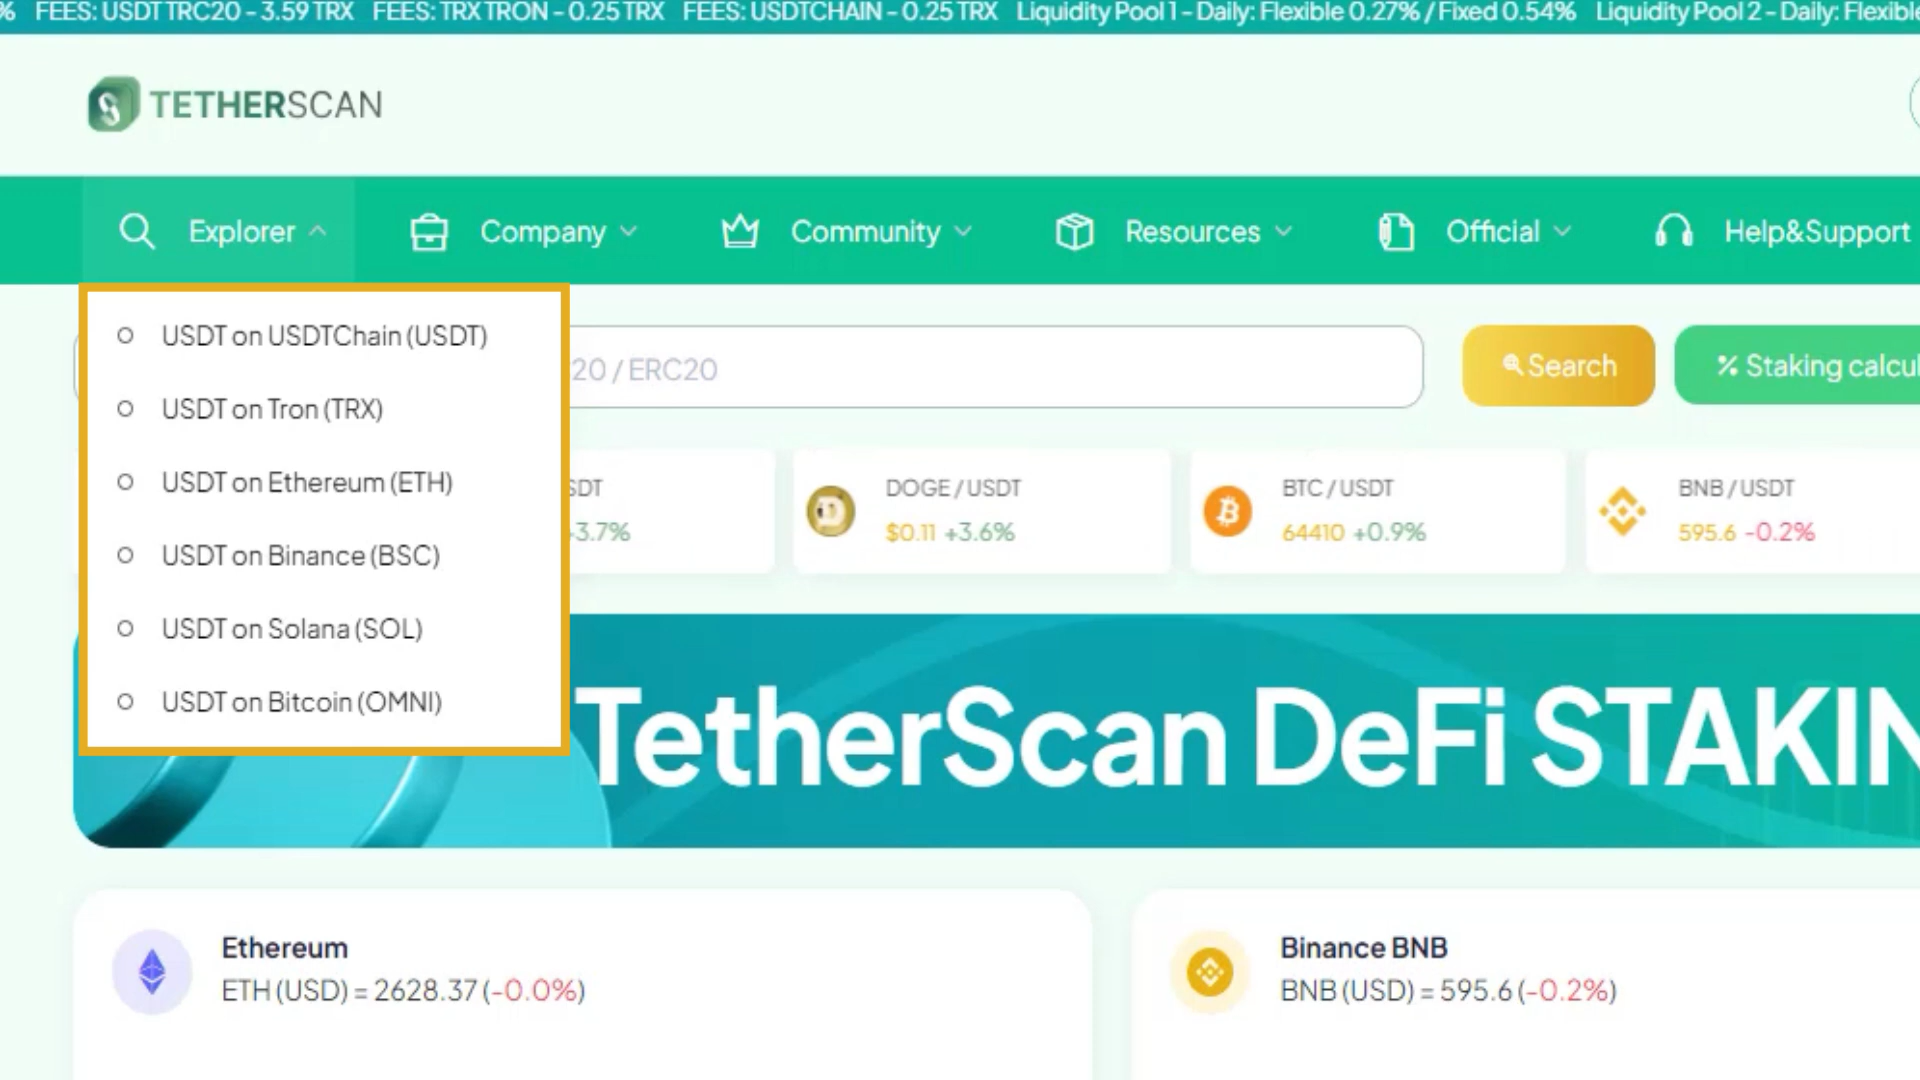 % FEES: USDT TRC20 - 3.59 TRX FEES: TRX TRON - 0.25 TRX FEES: USDTCHAIN - 0.25 TRX Liquidity Pool 1 - Daily: Flexible 0.27% / Fixed 0.54% Liquidity Pool 2 - Daily: Flexible
TETHERSCAN
Explorer Company Community Resources Official Help&Support
USDT on USDTChain (USDT)
USDT on Tron (TRX)
USDT on Ethereum (ETH)
USDT on Binance (BSC)
USDT on Solana (SOL)
USDT on Bitcoin (OMNI)
20 / ERC20
Search
% Staking calcul
SDT
+3.7%
DOGE / USDT
$0.11 +3.6%
BTC / USDT
64410 +0.9%
BNB / USDT
595.6 -0.2%
TetherScan DeFi STAKIN
Ethereum
ETH (USD) = 2628.37 (-0.0%)
Binance BNB
BNB (USD) = 595.6 (-0.2%)